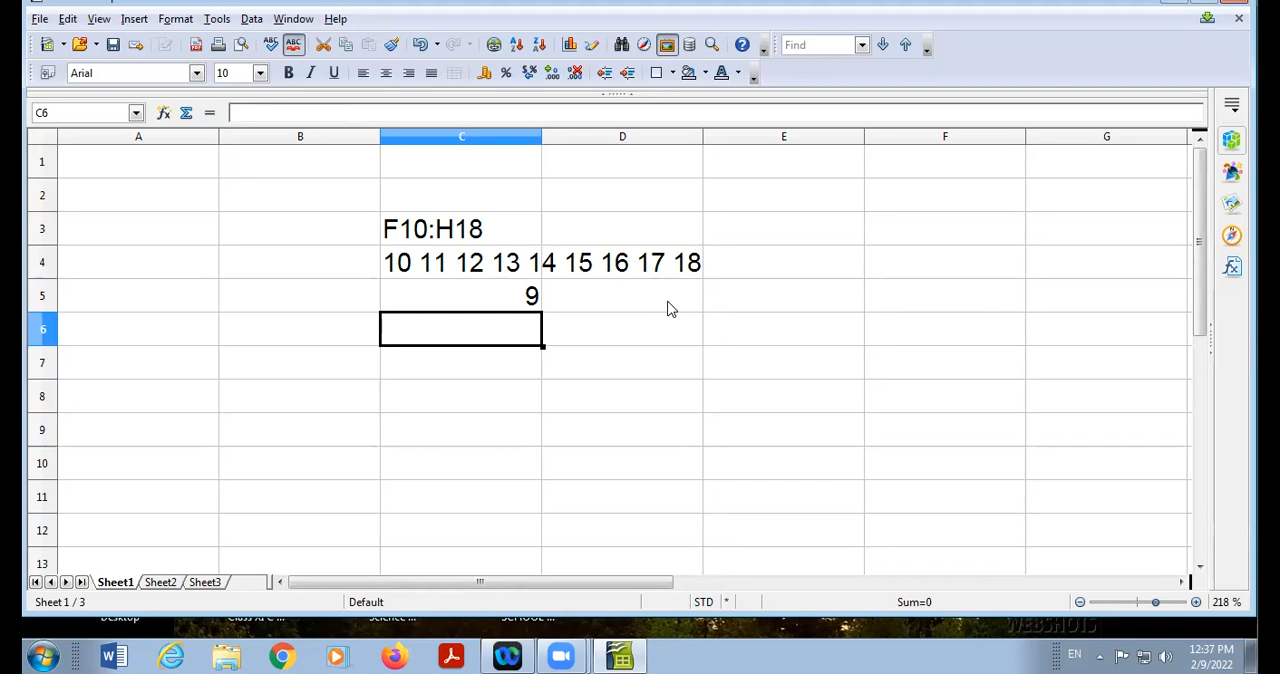 File Edit View Insert Format Tools Data Window Help
Find
Arial 10
C6
A B C D E F G
1
2
3 F10:H18
4 10 11 12 13 14 15 16 17 18
5 9
6
7
8
9
10
11
12
13
Sheet1 Sheet2 Sheet3
Sheet 1 / 3 Default STD * Sum=0 218 %
Desktop
WEBSHOTS
EN 12:37 PM
2/9/2022